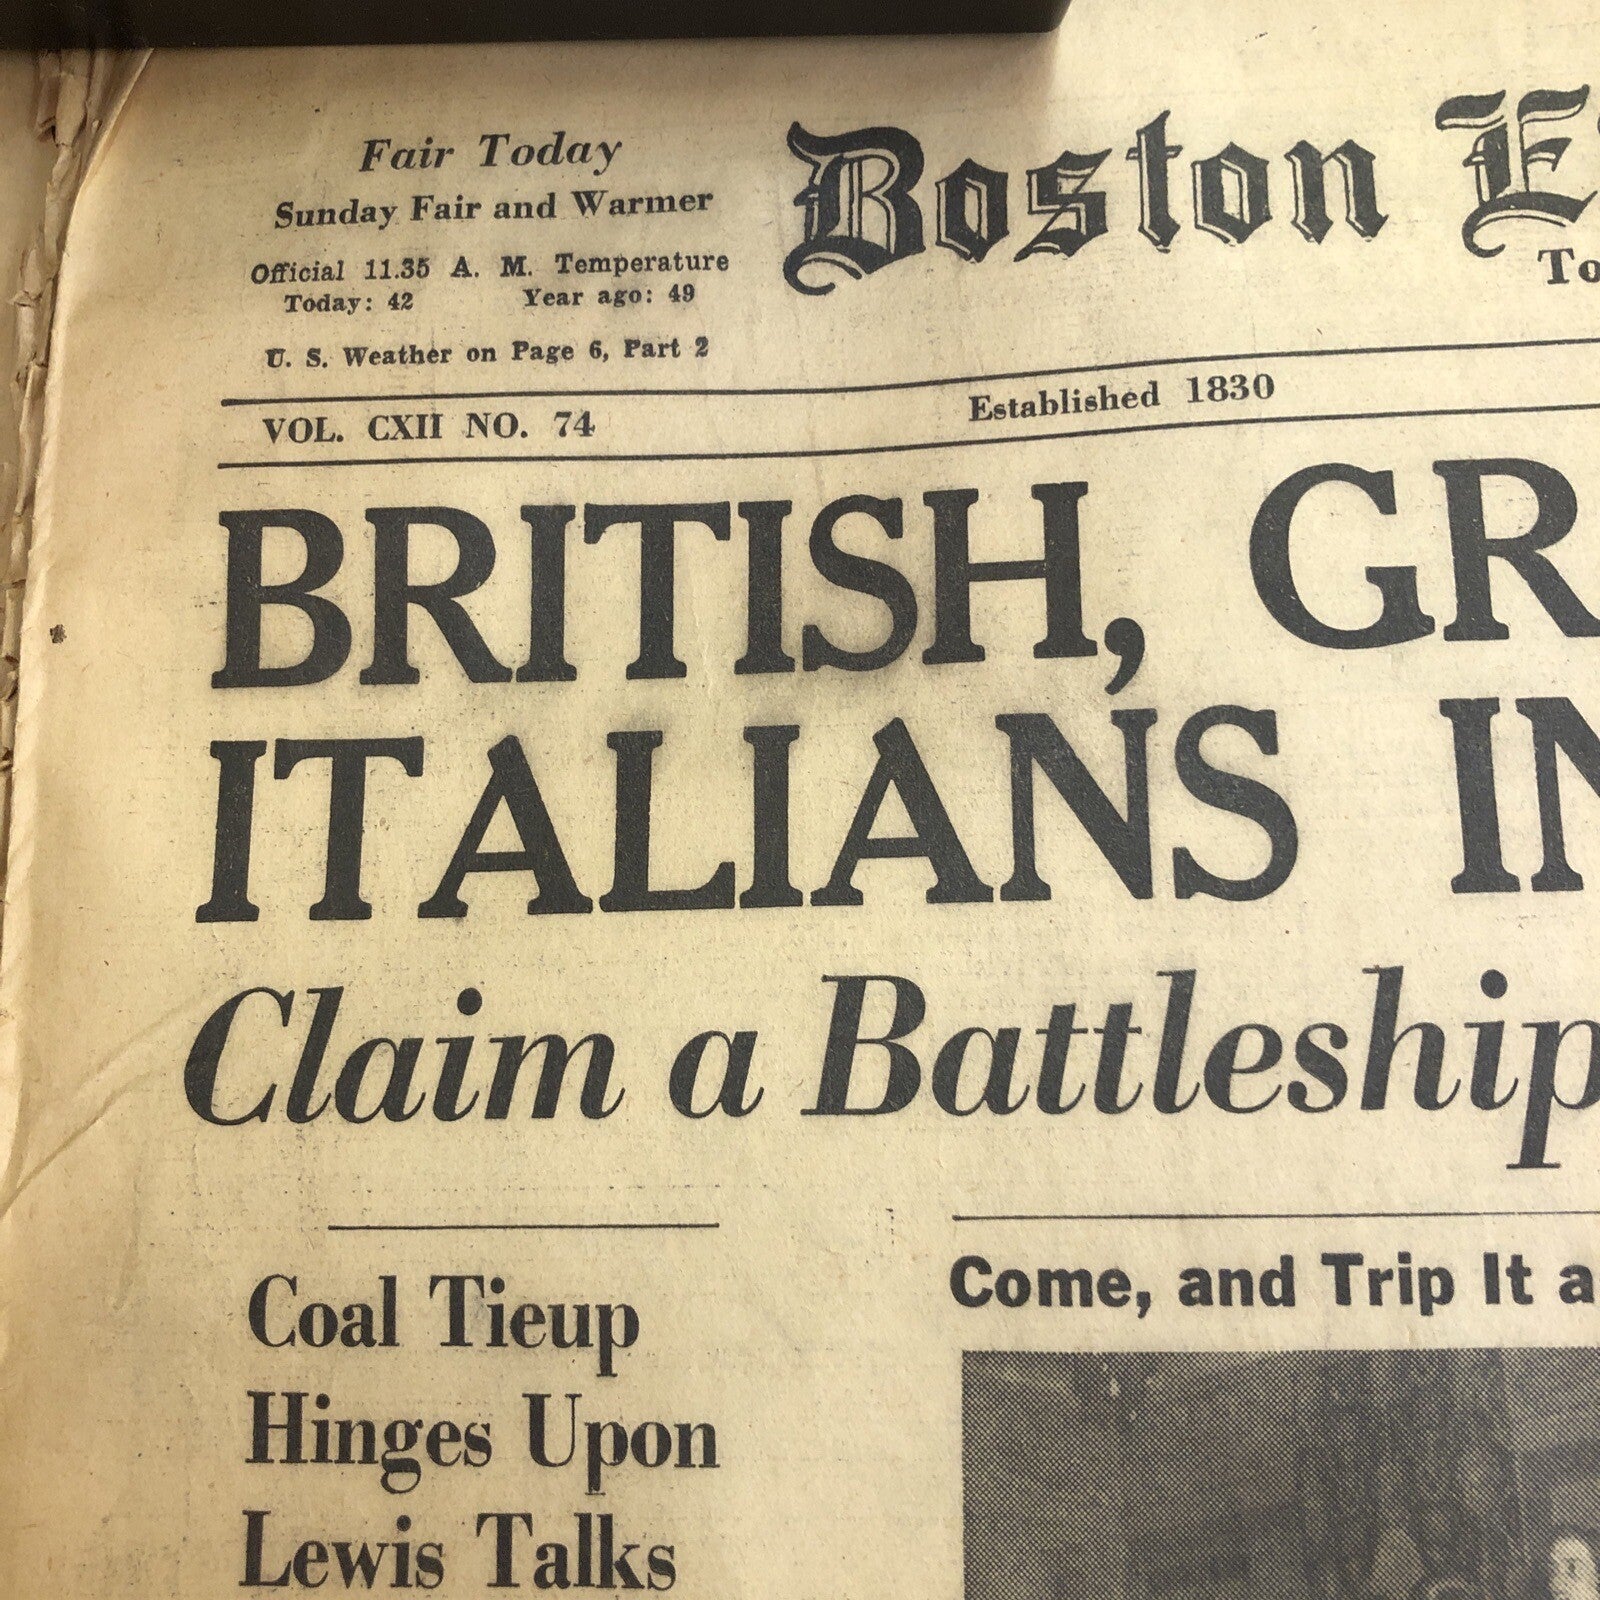 Fair Today
Sunday Fair and Warmer
Official 11.35 A. M. Temperature
Today: 42 Year ago: 49
U. S. Weather on Page 6, Part 2
Boston E
To
VOL. CXII NO. 74
Established 1830
BRITISH, GR
ITALIANS IN
Claim a Battleship
Coal Tieup
Hinges Upon
Lewis Talks
Come, and Trip It a